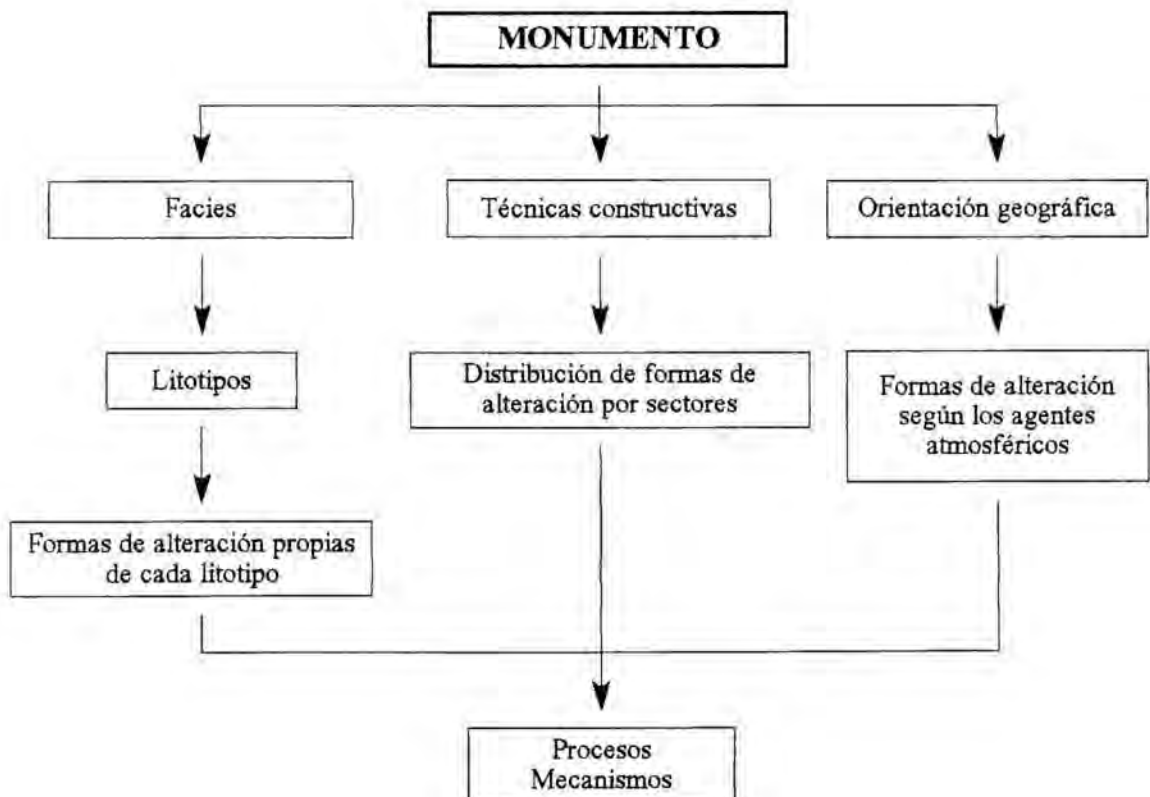 MONUMENTO
Facies
Técnicas constructivas
Orientación geográfica
Litotipos
Distribución de formas de
alteración por sectores
Formas de alteración
según los agentes
atmosféricos
Formas de alteración propias
de cada litotipo
Procesos
Mecanismos